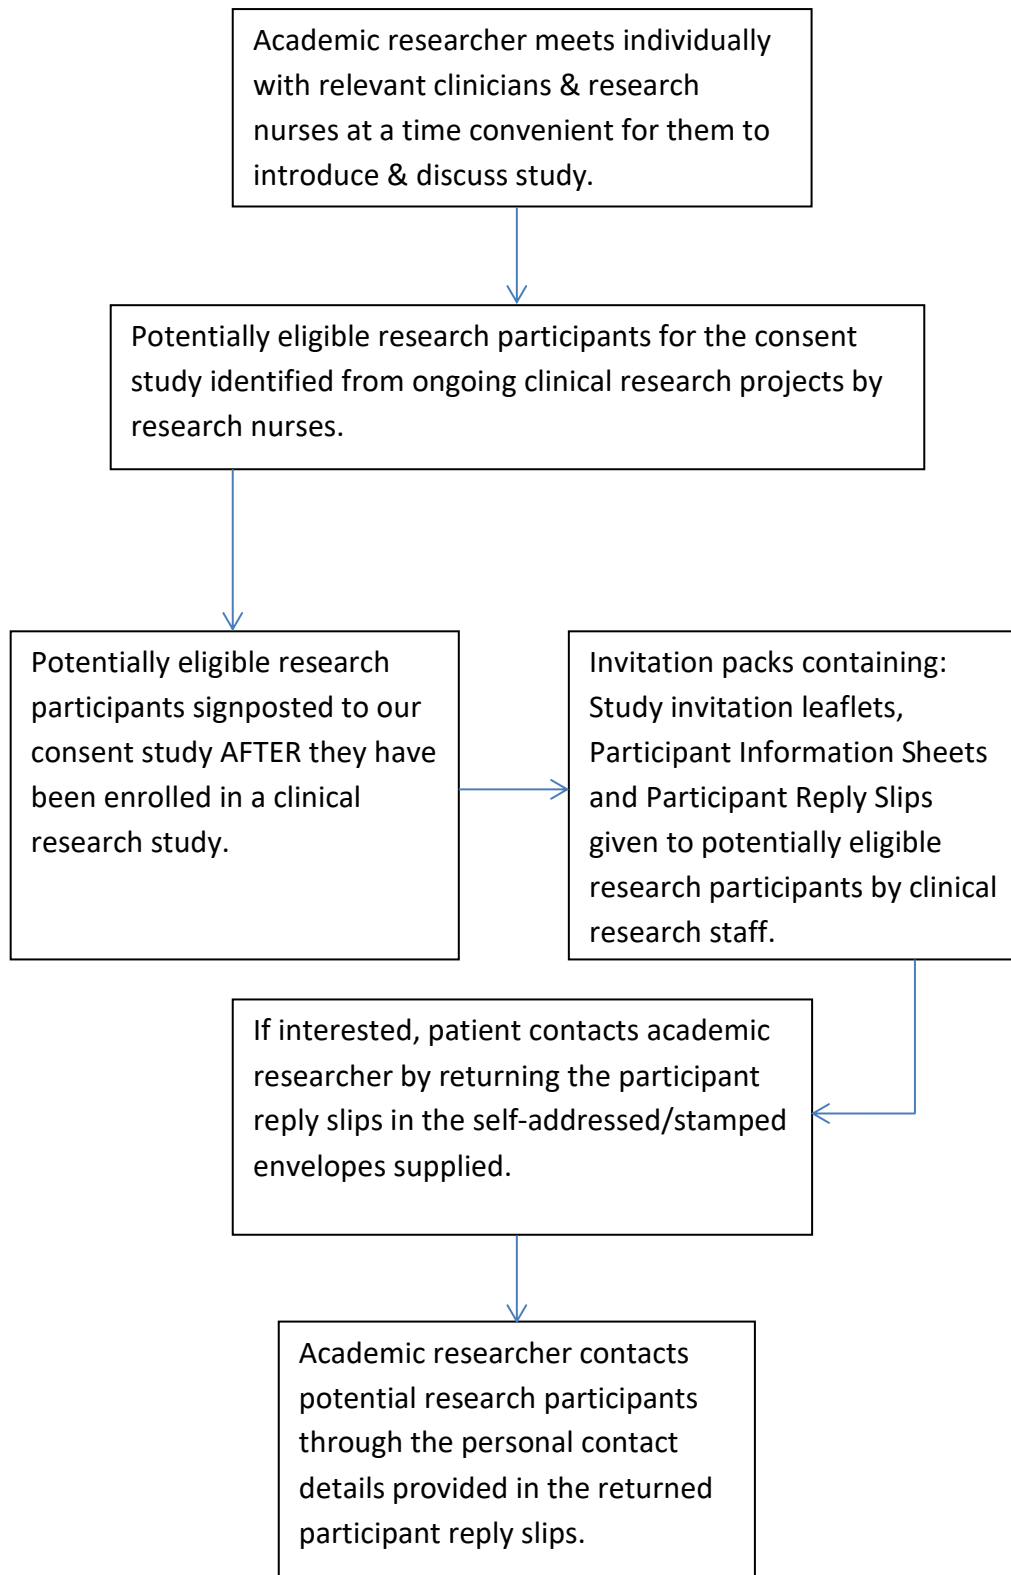 Academic researcher meets individually
with relevant clinicians & research
nurses at a time convenient for them to
introduce & discuss study.
Potentially eligible research participants for the consent
study identified from ongoing clinical research projects by
research nurses.
Potentially eligible research
participants signposted to our
consent study AFTER they have
been enrolled in a clinical
research study.
Invitation packs containing:
Study invitation leaflets,
Participant Information Sheets
and Participant Reply Slips
given to potentially eligible
research participants by clinical
research staff.
If interested, patient contacts academic
researcher by returning the participant
reply slips in the self-addressed/stamped
envelopes supplied.
Academic researcher contacts
potential research participants
through the personal contact
details provided in the returned
participant reply slips.